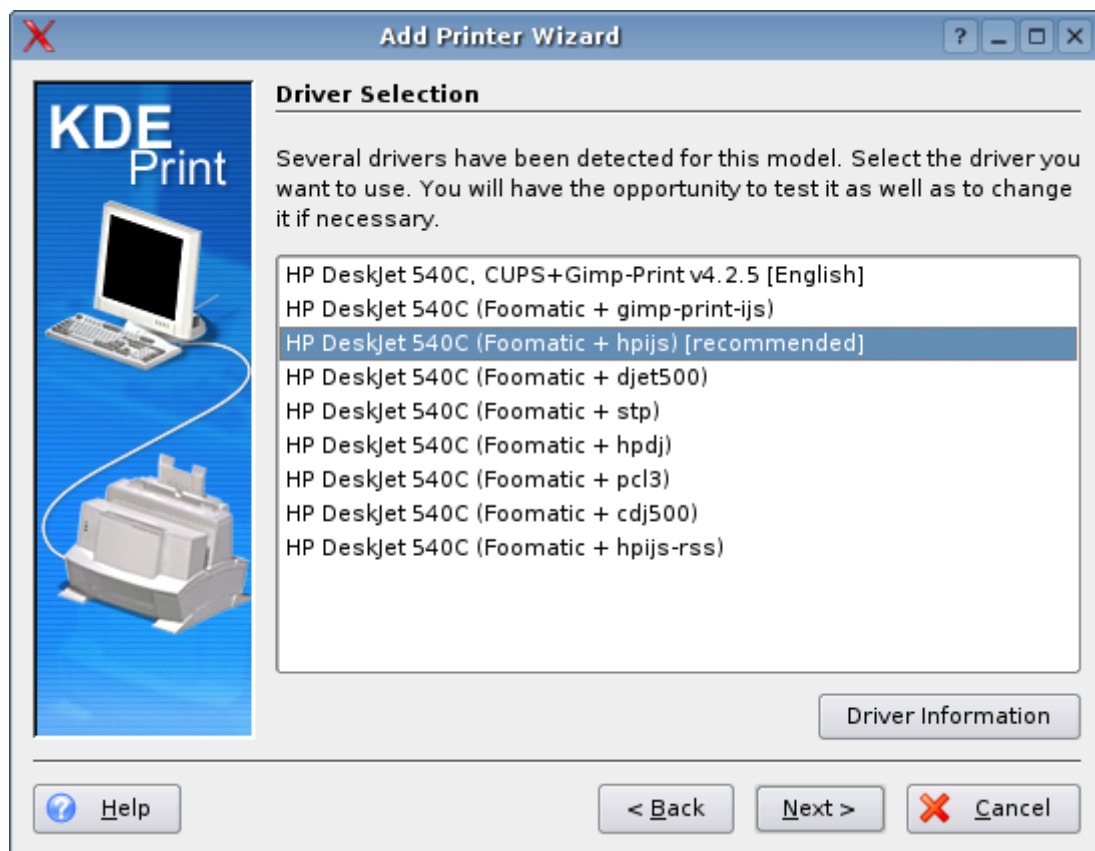 Add Printer Wizard
?
KDE
Print
Driver Selection
Several drivers have been detected for this model. Select the driver you
want to use. You will have the opportunity to test it as well as to change
it if necessary.
HP DeskJet 540C, CUPS+Gimp-Print v4.2.5 [English]
HP DeskJet 540C (Foomatic + gimp-print-ijs)
HP DeskJet 540C (Foomatic + hpijs) [recommended]
HP DeskJet 540C (Foomatic + djet500)
HP DeskJet 540C (Foomatic + stp)
HP DeskJet 540C (Foomatic + hpdj)
HP DeskJet 540C (Foomatic + pcl3)
HP DeskJet 540C (Foomatic + cdj500)
HP DeskJet 540C (Foomatic + hpijs-rss)
Driver Information
? Help
< Back
Next >
Cancel